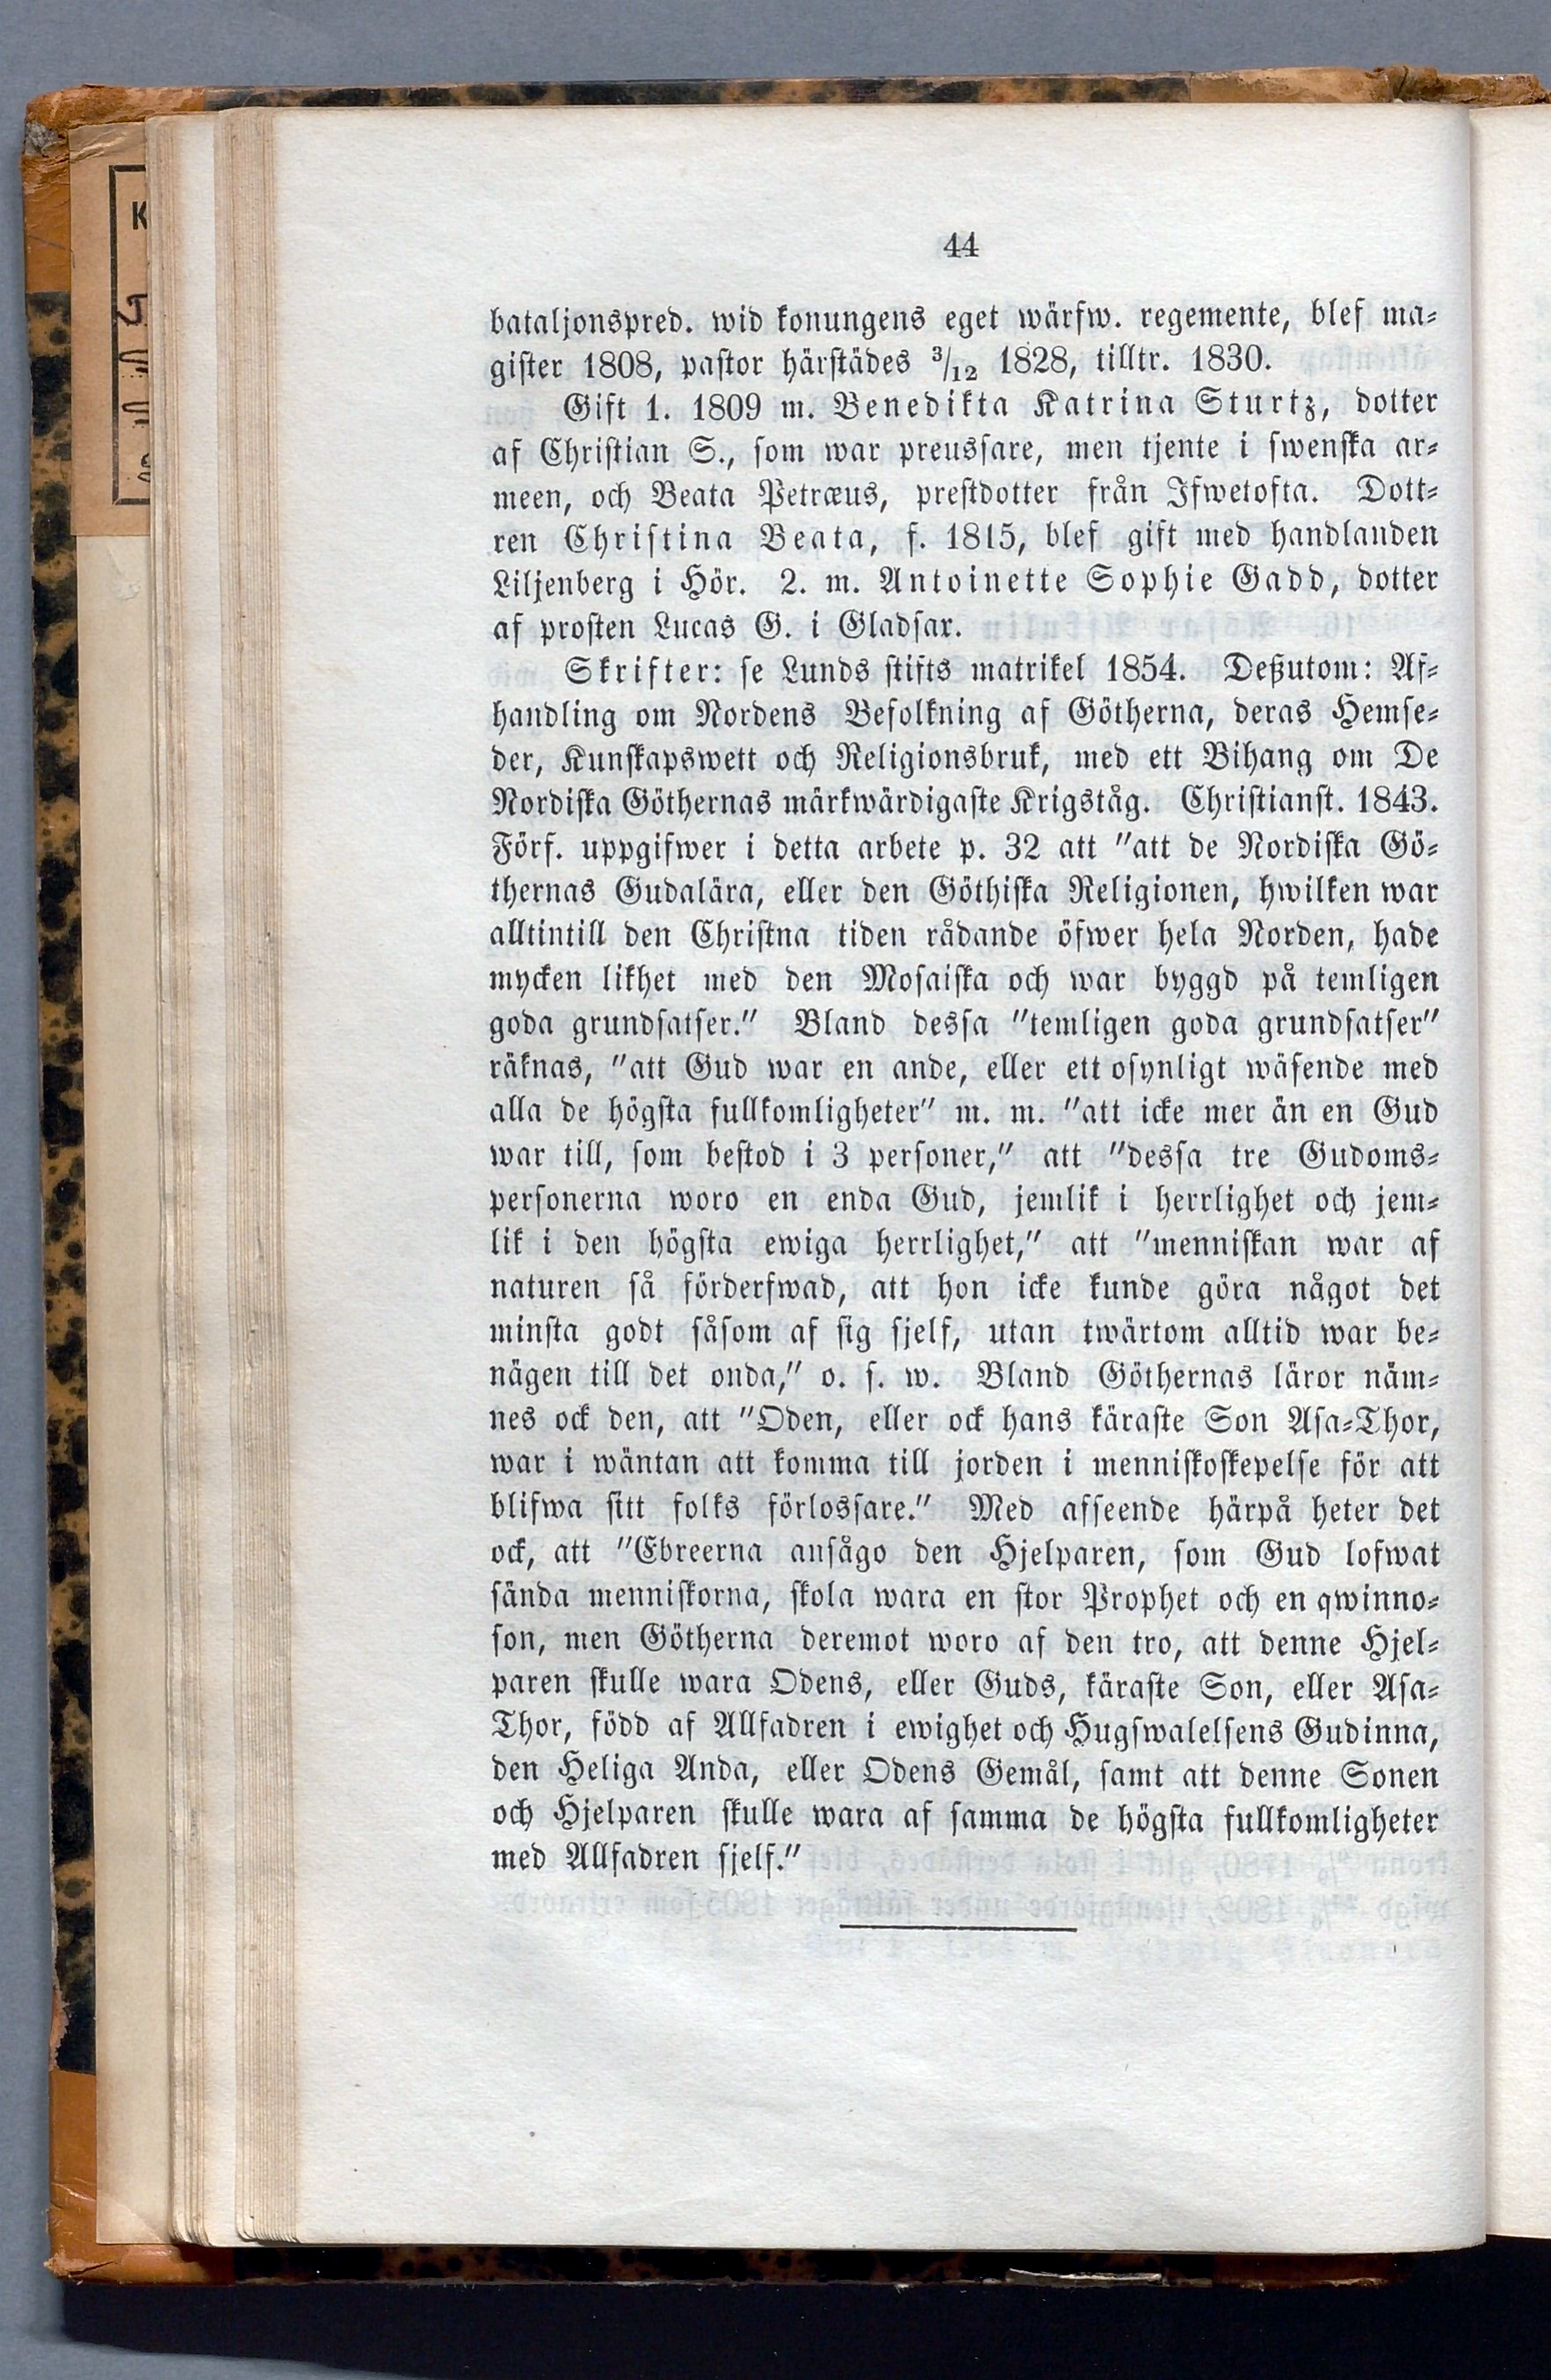 44
bataljonspred. wid konungens eget wärfw. regemente, blef ma-
gister 1808, pastor härstädes 3/12 1828, tilltr. 1830.
Gift 1. 1809 m. Benedikta Katrina Sturtz, dotter
af Christian S., som war preussare, men tjente i swenska ar-
meen, och Beata Petræus, prestdotter från Ifwetofta. Dott-
ren Christina Beata, f. 1815, blef gift med handlanden
Liljenberg i Hör. 2. m. Antoinette Sophie Gadd, dotter
af prosten Lucas G. i Gladsax.
Skrifter: se Lunds stifts matrikel 1854. Deßutom: Af-
handling om Nordens Befolkning af Götherna, deras Hemse-
der, Kunskapswett och Religionsbruk, med ett Bihang om De
Nordiska Göthernas märkwärdigaste Krigståg. Christianst. 1843.
Förf. uppgifwer i detta arbete p. 32 att "att de Nordiska Gö-
thernas Gudalära, eller den Göthiska Religionen, hwilken war
alltintill den Christna tiden rådande öfwer hela Norden, hade
mycken likhet med den Mosaiska och war byggd på temligen
goda grundsatser." Bland dessa "temligen goda grundsatser"
räknas, "att Gud war en ande, eller ett osynligt wäsende med
alla de högsta fullkomligheter" m. m. "att icke mer än en Gud
war till, som bestod i 3 personer," att "dessa tre Gudoms-
personerna woro en enda Gud, jemlik i herrlighet och jem-
lik i den högsta ewiga herrlighet," att "menniskan war af
naturen så förderfwad, att hon icke kunde göra något det
minsta godt såsom af sig sjelf, utan twärtom alltid war be-
nägen till det onda," o. s. w. Bland Göthernas läror näm-
nes ock den, att "Oden, eller ock hans käraste Son Asa-Thor,
war i wäntan att komma till jorden i menniskoskepelse för att
blifwa sitt folks förlossare." Med afseende härpå heter det
ock, att "Ebreerna ansågo den Hjelparen, som Gud lofwat
sända menniskorna, skola wara en stor Prophet och en qwinno-
son, men Götherna deremot woro af den tro, att denne Hjel-
paren skulle wara Odens, eller Guds, käraste Son, eller Asa-
Thor, född af Allfadren i ewighet och Hugswalelsens Gudinna,
den Heliga Anda, eller Odens Gemål, samt att denne Sonen
och Hjelparen skulle wara af samma de högsta fullkomligheter
med Allfadren sjelf."